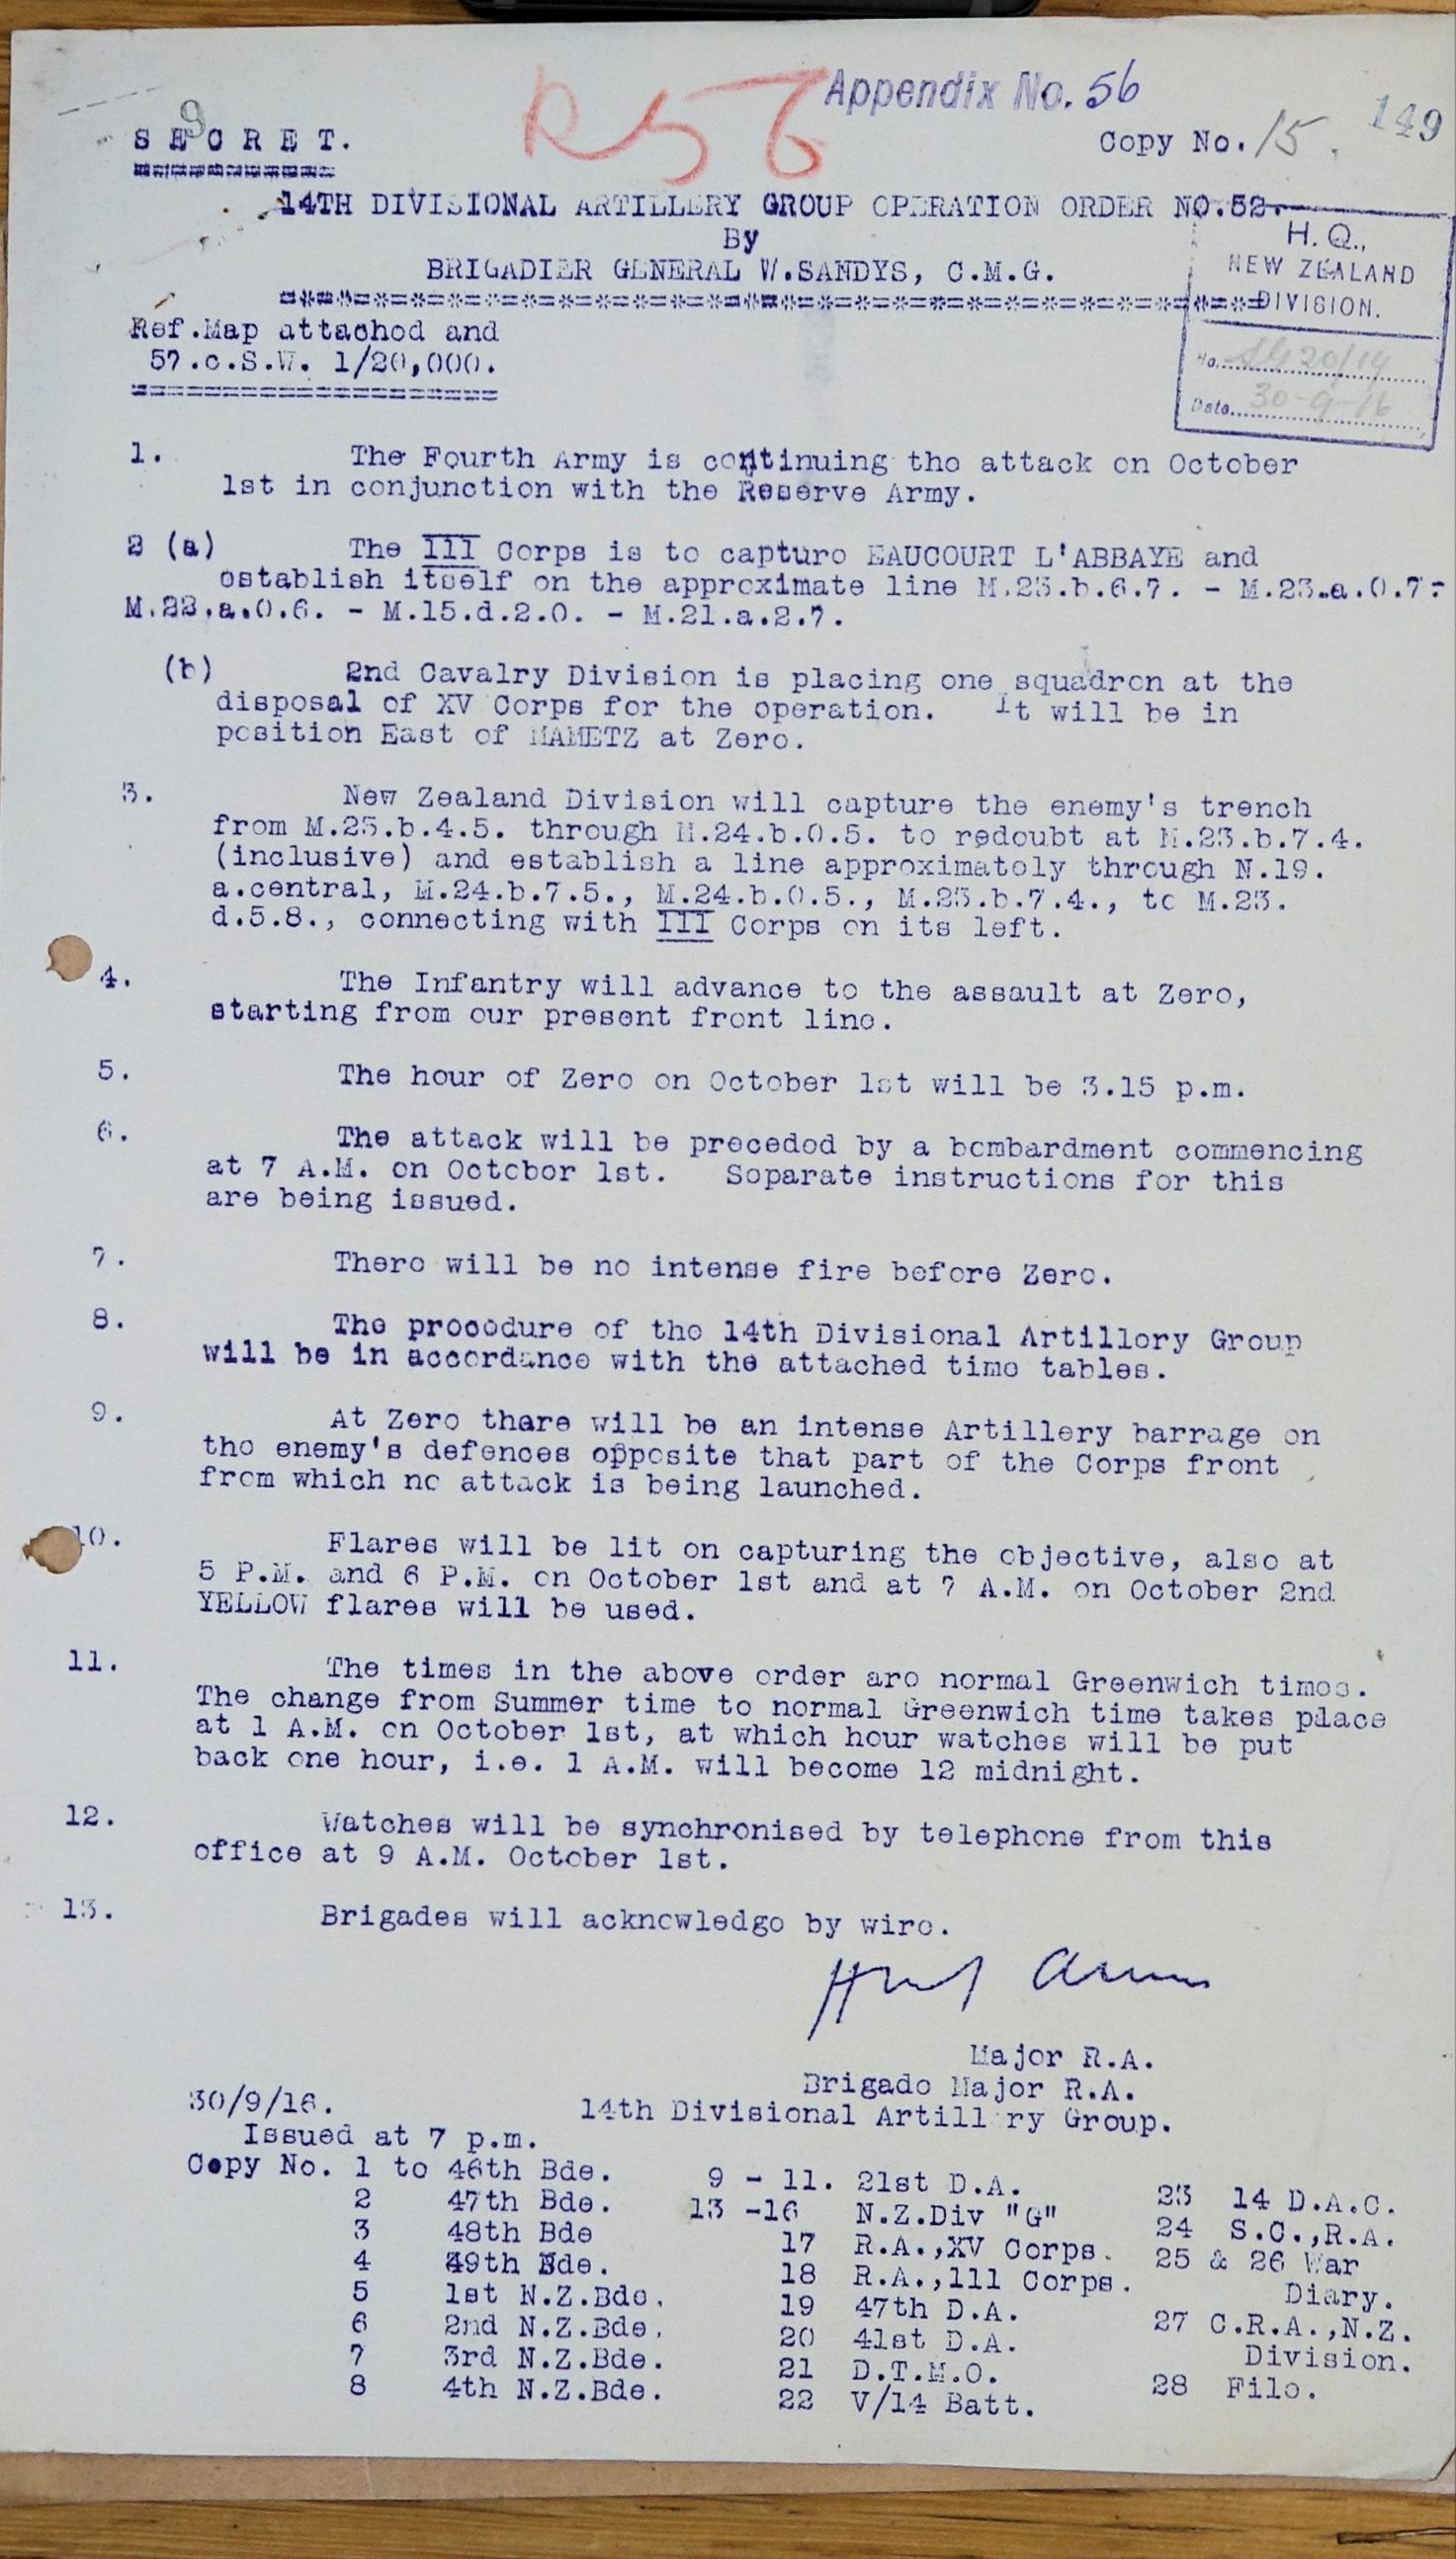 R56
Appendix No. 56
149
9
S E C R E T.
Copy No. 15.
14TH DIVISIONAL ARTILLERY GROUP OPERATION ORDER NO.52.
By
BRIGADIER GENERAL W.SANDYS, C.M.G.
H.Q.,
NEW ZEALAND
DIVISION.
No. 20/14
Date. 30-9-16
Ref.Map attached and
57.c.S.W. 1/20,000.
1. The Fourth Army is continuing the attack on October
1st in conjunction with the Reserve Army.
2 (a) The III Corps is to capture EAUCOURT L'ABBAYE and
establish itself on the approximate line M.23.b.6.7. - M.23.a.0.7-
M.22.a.0.6. - M.15.d.2.0. - M.21.a.2.7.
(b) 2nd Cavalry Division is placing one squadron at the
disposal of XV Corps for the operation. It will be in
position East of MAMETZ at Zero.
3. New Zealand Division will capture the enemy's trench
from M.23.b.4.5. through M.24.b.0.5. to redoubt at M.23.b.7.4.
(inclusive) and establish a line approximately through N.19.
a.central, M.24.b.7.5., M.24.b.0.5., M.23.b.7.4., to M.23.
d.5.8., connecting with III Corps on its left.
4. The Infantry will advance to the assault at Zero,
starting from our present front line.
5. The hour of Zero on October 1st will be 3.15 p.m.
6. The attack will be preceded by a bombardment commencing
at 7 A.M. on October 1st. Separate instructions for this
are being issued.
7. There will be no intense fire before Zero.
8. The procedure of the 14th Divisional Artillery Group
will be in accordance with the attached time tables.
9. At Zero thare will be an intense Artillery barrage on
the enemy's defences opposite that part of the Corps front
from which no attack is being launched.
10. Flares will be lit on capturing the objective, also at
5 P.M. and 6 P.M. on October 1st and at 7 A.M. on October 2nd
YELLOW flares will be used.
11. The times in the above order are normal Greenwich times.
The change from Summer time to normal Greenwich time takes place
at 1 A.M. on October 1st, at which hour watches will be put
back one hour, i.e. 1 A.M. will become 12 midnight.
12. Watches will be synchronised by telephone from this
office at 9 A.M. October 1st.
13. Brigades will acknowledge by wire.
Major R.A.
Brigade Major R.A.
14th Divisional Artill ry Group.
30/9/16.
Issued at 7 p.m.
Copy No. 1 to 46th Bde.
2 47th Bde.
3 48th Bde
4 49th Bde.
5 1st N.Z.Bde.
6 2nd N.Z.Bde.
7 3rd N.Z.Bde.
8 4th N.Z.Bde.
9 - 11. 21st D.A.
13 -16 N.Z.Div "G"
17 R.A.,XV Corps.
18 R.A.,111 Corps.
19 47th D.A.
20 41st D.A.
21 D.T.M.O.
22 V/14 Batt.
23 14 D.A.C.
24 S.C.,R.A.
25 & 26 War
Diary.
27 C.R.A.,N.Z.
Division.
28 File.